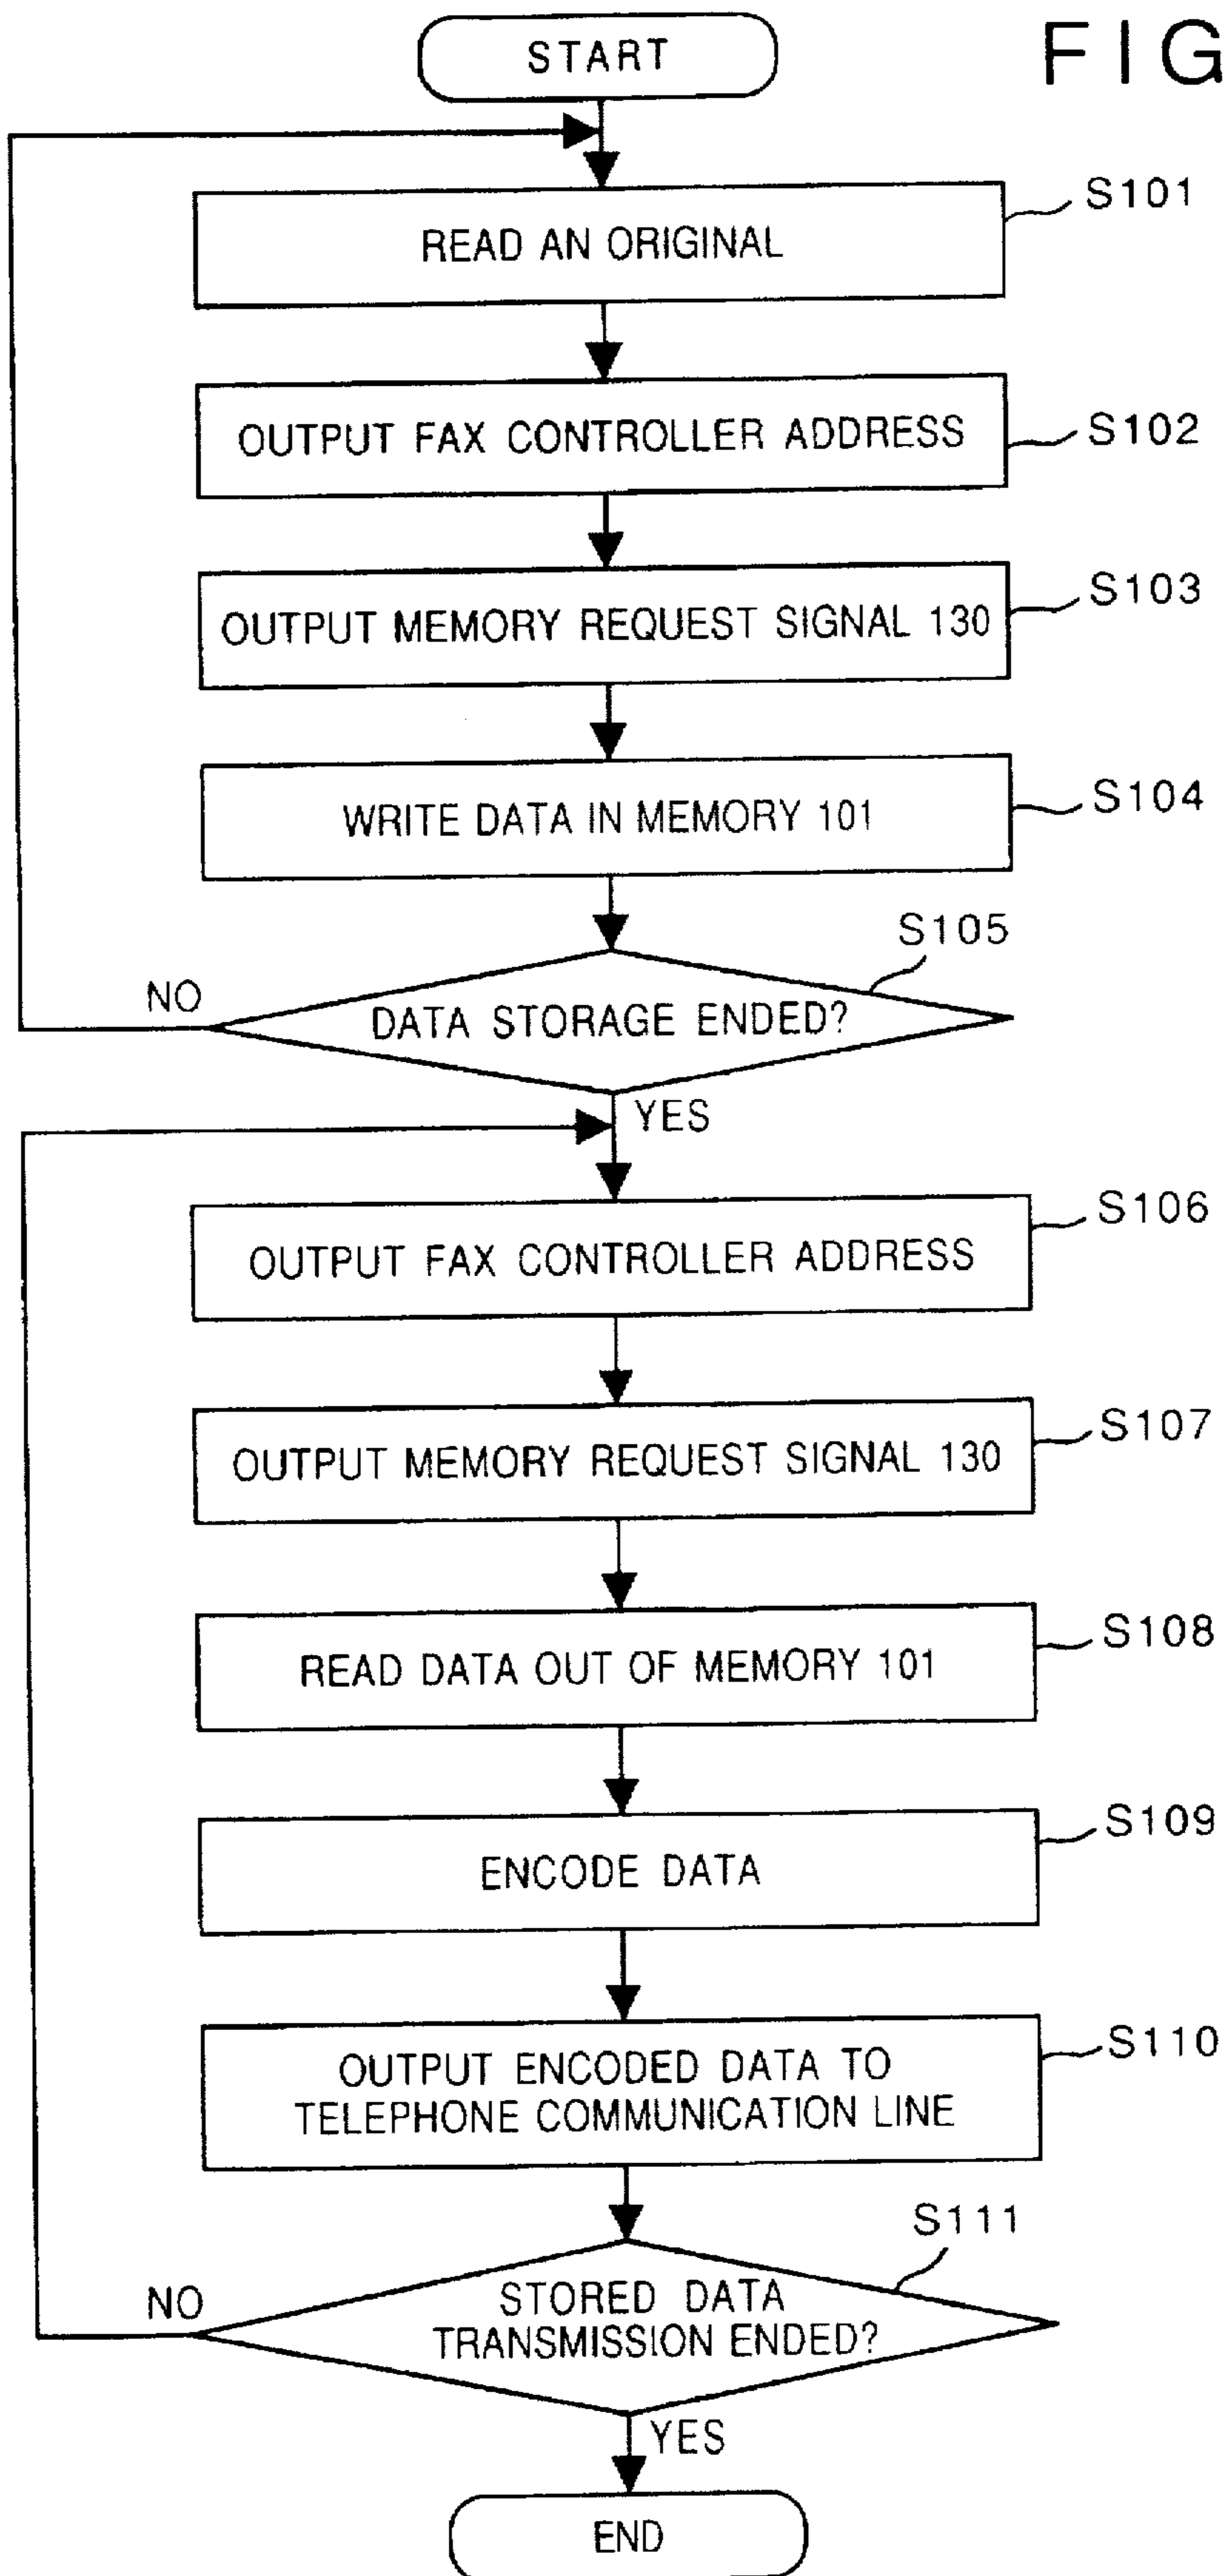 FIG
START
READ AN ORIGINAL
S101
OUTPUT FAX CONTROLLER ADDRESS
S102
OUTPUT MEMORY REQUEST SIGNAL 130
S103
WRITE DATA IN MEMORY 101
S104
S105
DATA STORAGE ENDED?
NO
YES
OUTPUT FAX CONTROLLER ADDRESS
S106
OUTPUT MEMORY REQUEST SIGNAL 130
S107
READ DATA OUT OF MEMORY 101
S108
ENCODE DATA
S109
OUTPUT ENCODED DATA TO
TELEPHONE COMMUNICATION LINE
S110
S111
STORED DATA
TRANSMISSION ENDED?
NO
YES
END